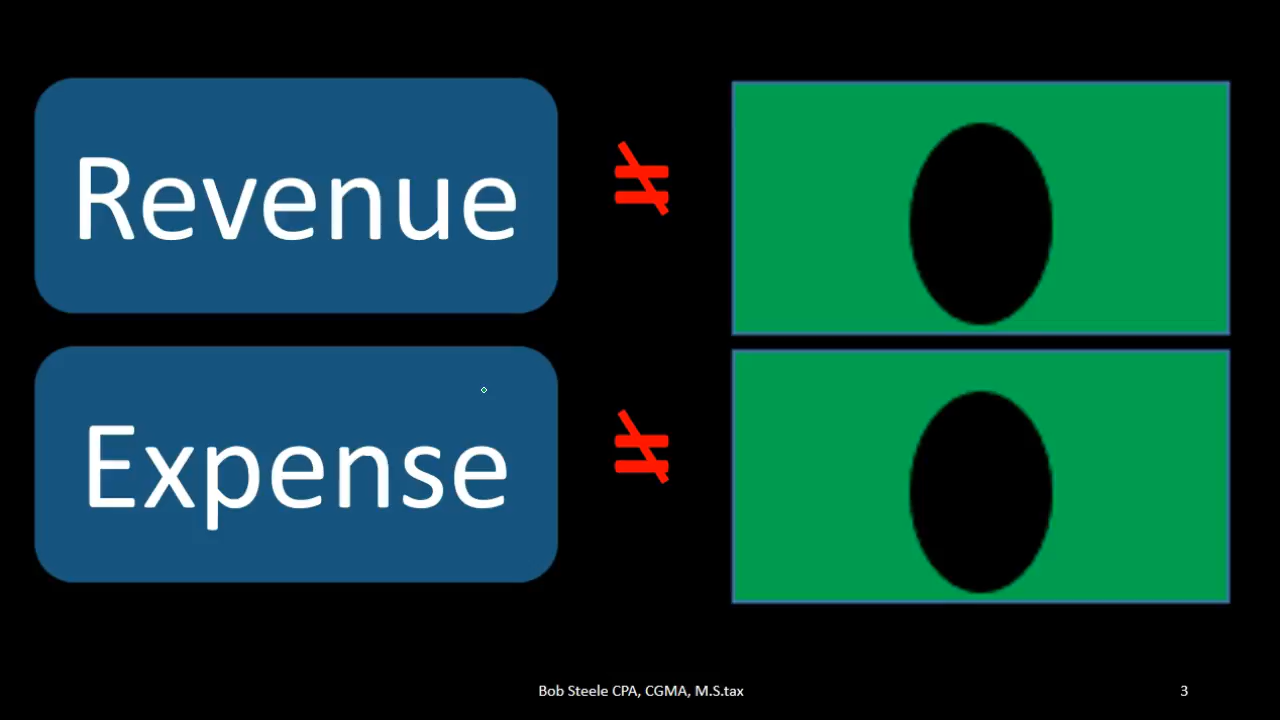 Revenue
≠
Expense
≠
Bob Steele CPA, CGMA, M.S.tax
3